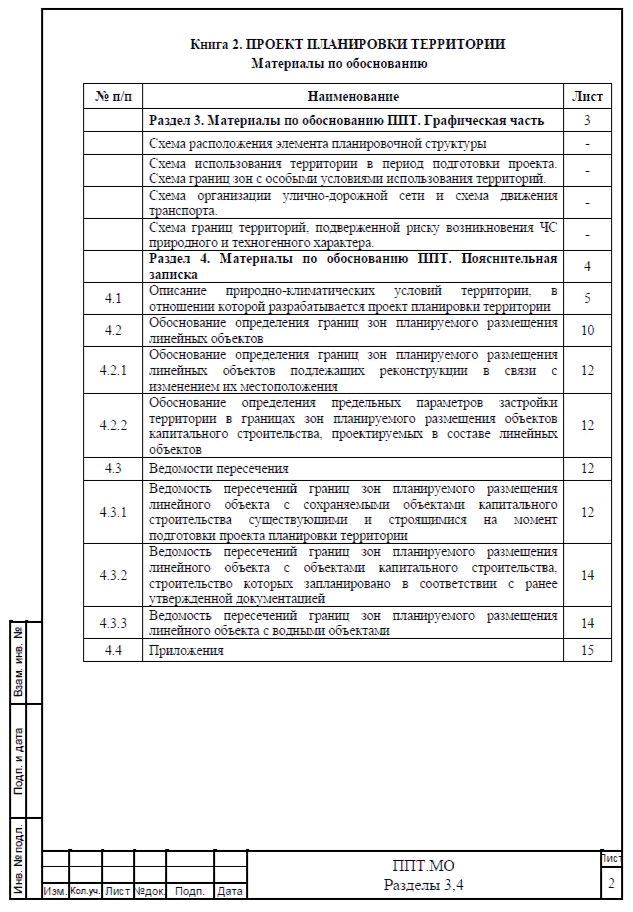 Книга 2. ПРОЕКТ ПЛАНИРОВКИ ТЕРРИТОРИИ
Материалы по обоснованию
№ п/п Наименование Лист
Раздел 3. Материалы по обоснованию ППТ. Графическая часть 3
Схема расположения элемента планировочной структуры -
Схема использования территории в период подготовки проекта.
Схема границ зон с особыми условиями использования территорий. -
Схема организации улично-дорожной сети и схема движения
транспорта. -
Схема границ территорий, подверженной риску возникновения ЧС
природного и техногенного характера. -
Раздел 4. Материалы по обоснованию ППТ. Пояснительная
записка 4
4.1 Описание природно-климатических условий территории, в
отношении которой разрабатывается проект планировки территории 5
4.2 Обоснование определения границ зон планируемого размещения
линейных объектов 10
4.2.1 Обоснование определения границ зон планируемого размещения
линейных объектов подлежащих реконструкции в связи с
изменением их местоположения 12
4.2.2 Обоснование определения предельных параметров застройки
территории в границах зон планируемого размещения объектов
капитального строительства, проектируемых в составе линейных
объектов 12
4.3 Ведомости пересечения 12
4.3.1 Ведомость пересечений границ зон планируемого размещения
линейного объекта с сохраняемыми объектами капитального
строительства существующими и строящимися на момент
подготовки проекта планировки территории 12
4.3.2 Ведомость пересечений границ зон планируемого размещения
линейного объекта с объектами капитального строительства,
строительство которых запланировано в соответствии с ранее
утвержденной документацией 14
4.3.3 Ведомость пересечений границ зон планируемого размещения
линейного объекта с водными объектами 14
4.4 Приложения 15
Взам. инв. №
Подп. и дата
Инв. № подл.
Изм. Кол.уч. Лист №док. Подп. Дата
ППТ.МО
Разделы 3,4
Лист
2